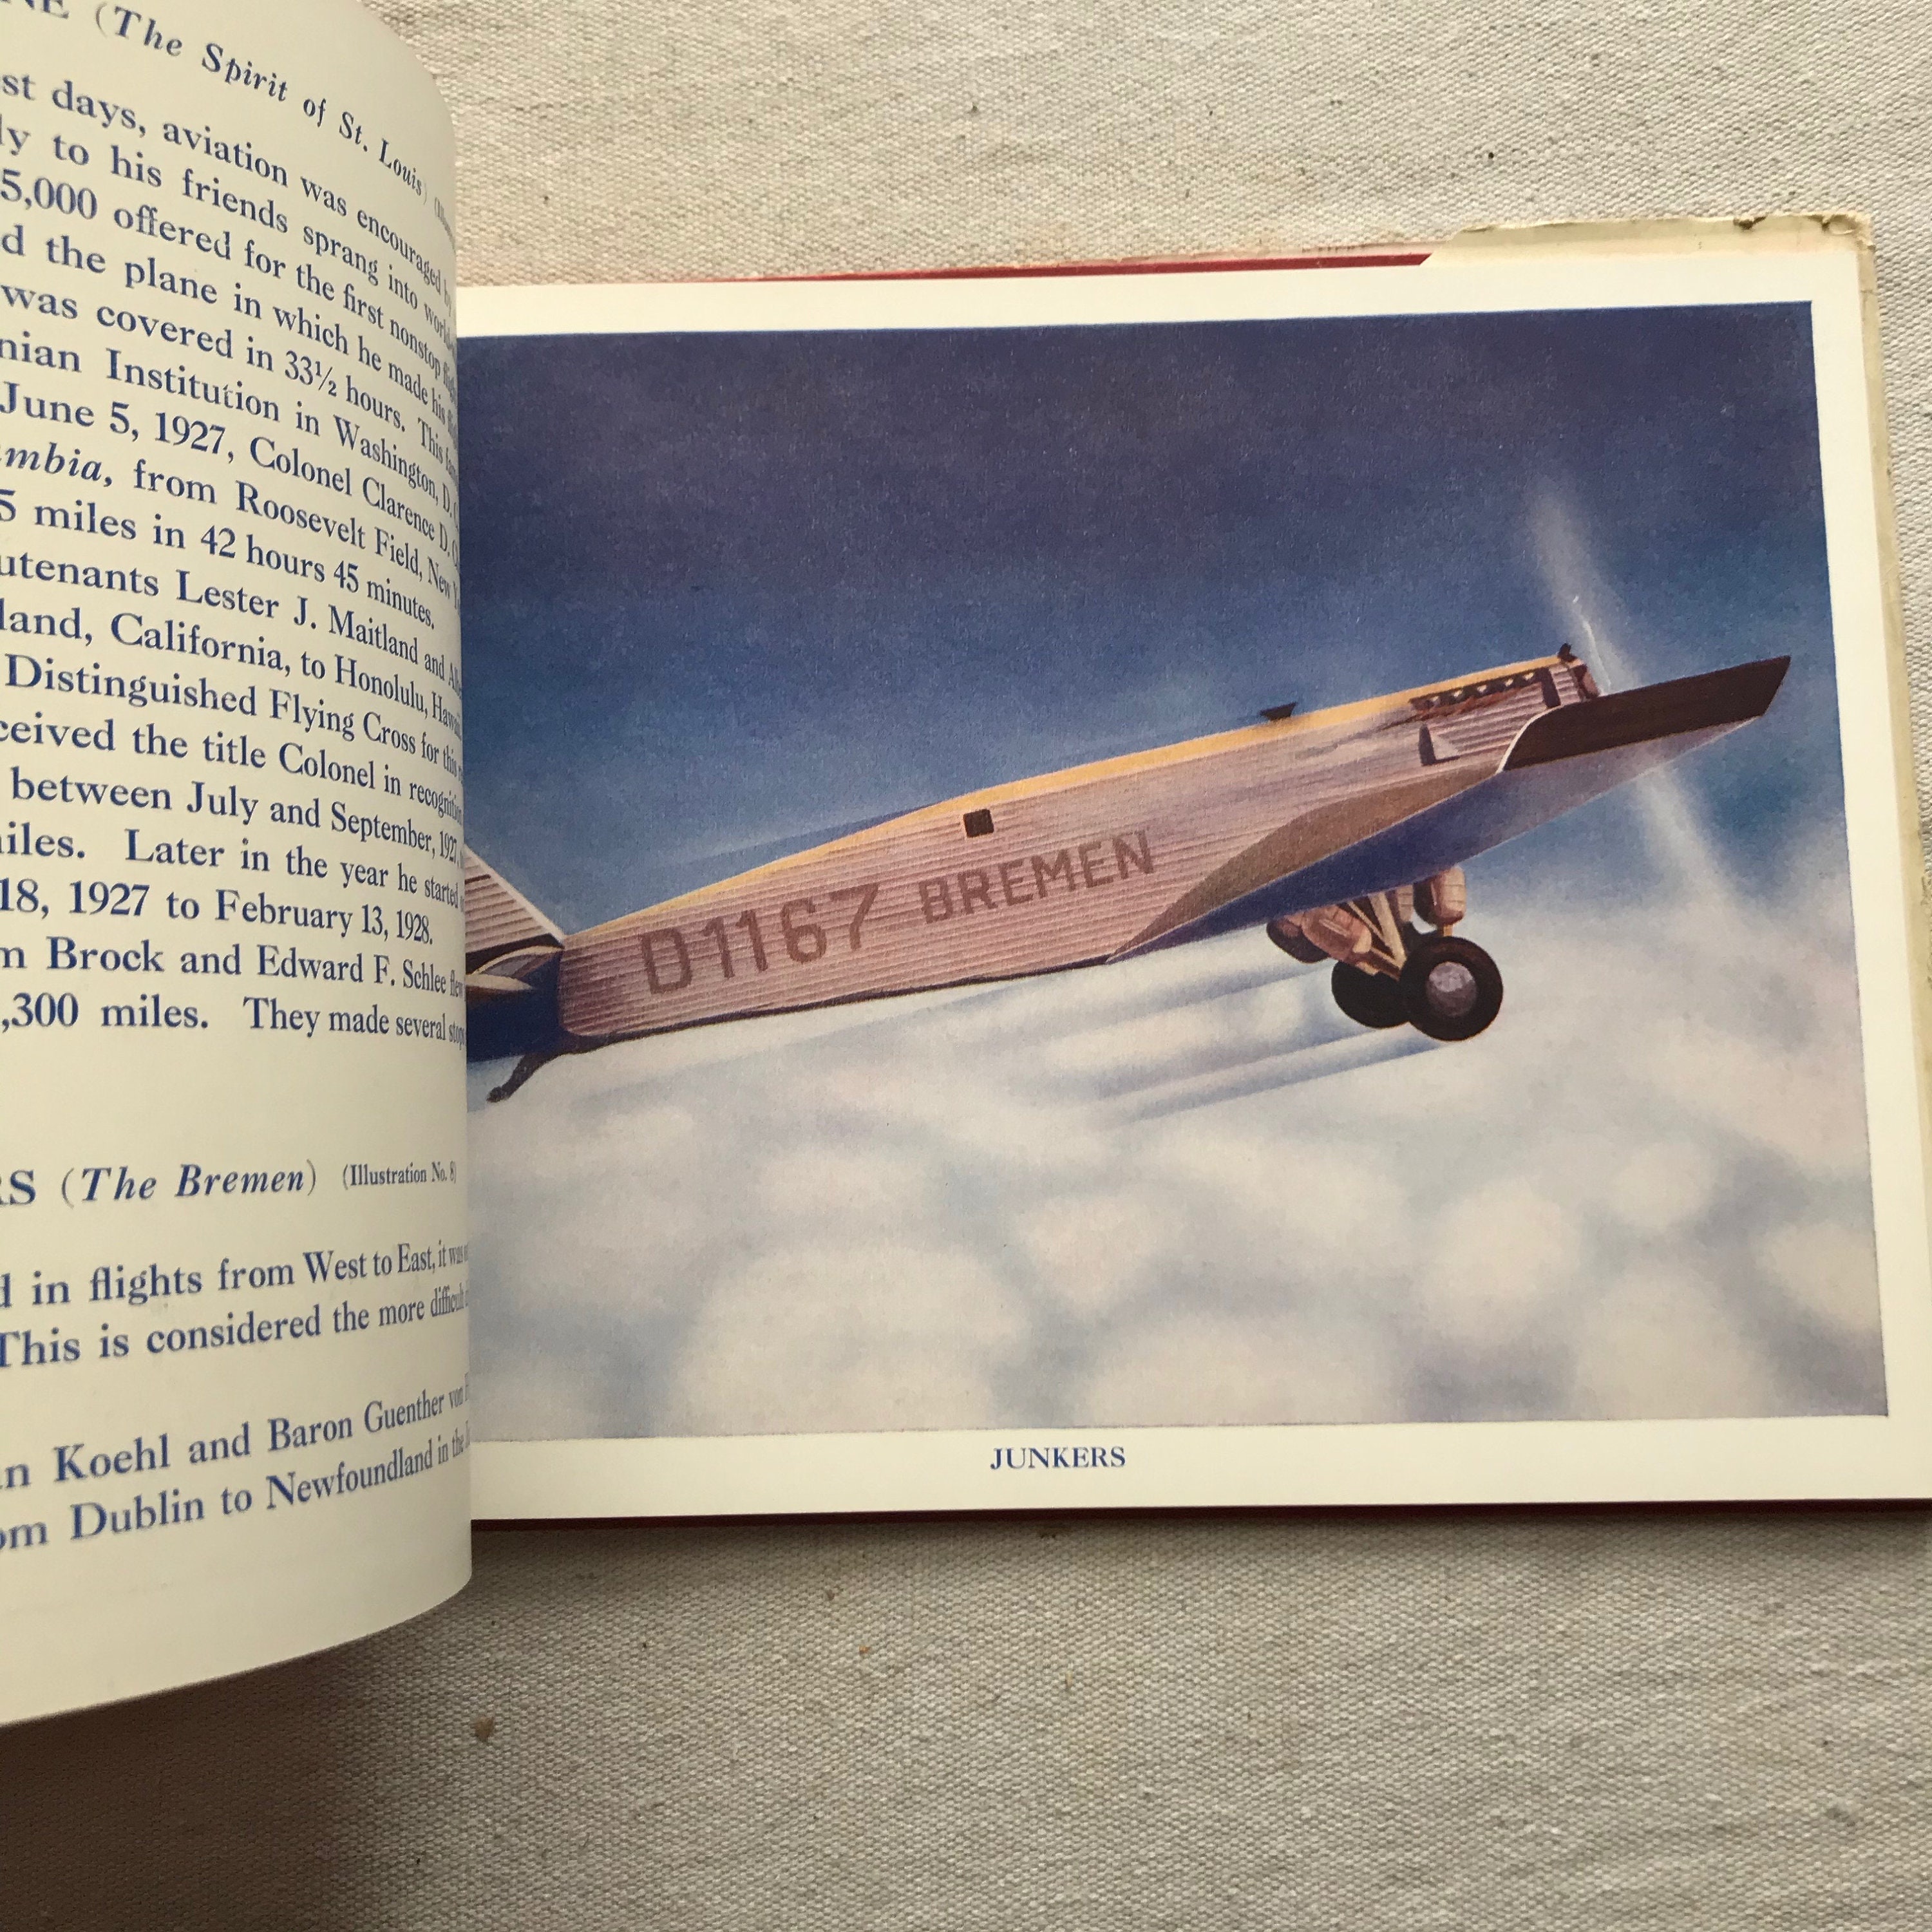 (The Spirit of St. Louis)
st days, aviation was encouraged
ly to his friends sprang into
5,000 offered for the first nonstop
d the plane in which he made his
was covered in 33½ hours. This
nian Institution in Washington, D. C.
June 5, 1927, Colonel Clarence D.
mbia, from Roosevelt Field, New
5 miles in 42 hours 45 minutes.
utenants Lester J. Maitland and
land, California, to Honolulu,
Distinguished Flying Cross for this
ceived the title Colonel in
between July and September, 1927,
iles. Later in the year he started
18, 1927 to February 13, 1928.
m Brock and Edward F. Schlee flew
,300 miles. They made several
RS (The Bremen) (Illustration No. 8)
d in flights from West to East, it was
This is considered the more difficult
n Koehl and Baron Guenther von
om Dublin to Newfoundland in the
D1167 BREMEN
JUNKERS